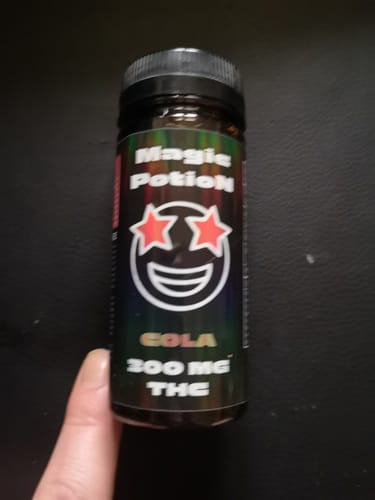 Magic
PotioN
COLA
200 MG
THC